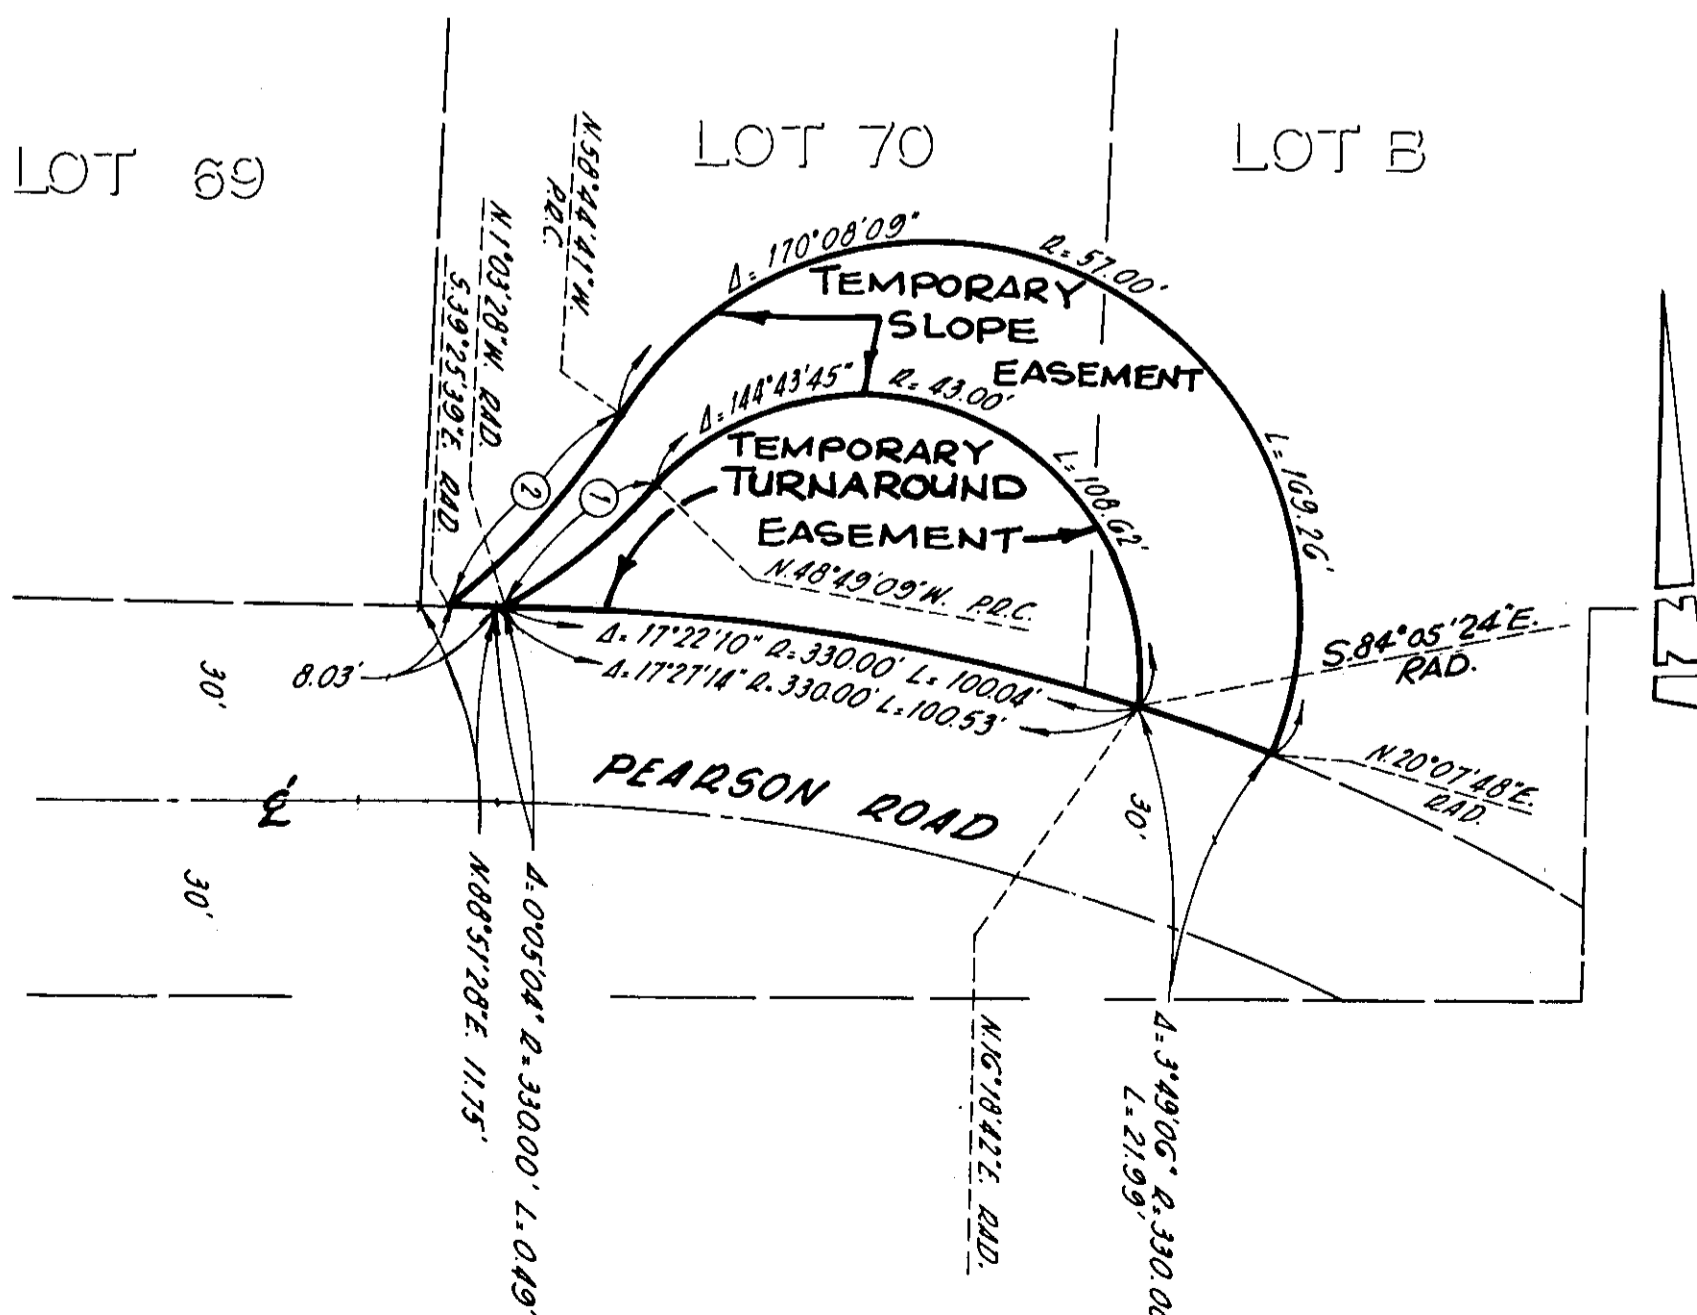 LOT 69
LOT 70
LOT B
N.58°44'41"W.
P.R.C.
N.1°03'28"W. RAD.
S.39°25'39"E. RAD.
Δ=170°08'09"
R=57.00'
L=169.26'
TEMPORARY
SLOPE
EASEMENT
Δ=144°43'45"
R=43.00'
L=108.62'
TEMPORARY
TURNAROUND
EASEMENT
2
1
N.48°49'09"W. P.R.C.
S.84°05'24"E.
RAD.
Δ=17°22'10" R=330.00' L=100.04'
Δ=17°27'14" R=330.00' L=100.53'
8.03'
30'
30'
30'
PEARSON ROAD
N.20°07'48"E.
RAD.
N.88°51'28"E. 11.75'
Δ=0°05'04" R=330.00' L=0.49'
N.16°18'42"E. RAD.
Δ=3°49'06" R=330.00
L=21.99'